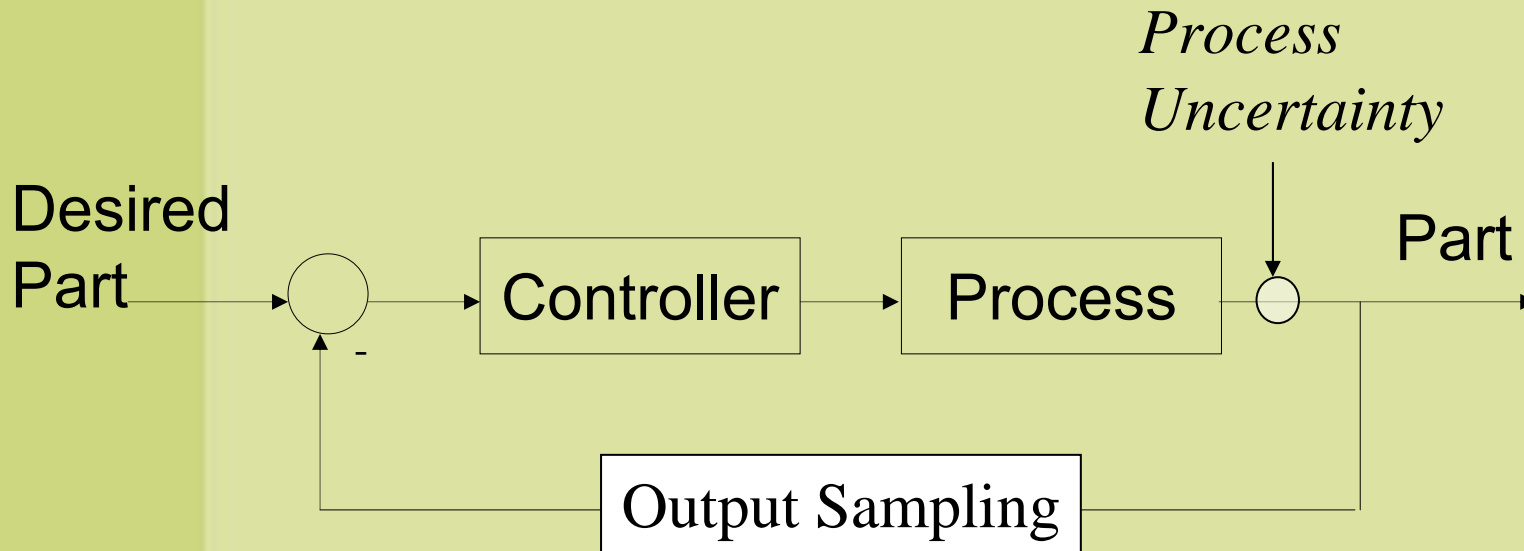 Process
Uncertainty
Desired
Part
Controller
Process
Part
-
Output Sampling